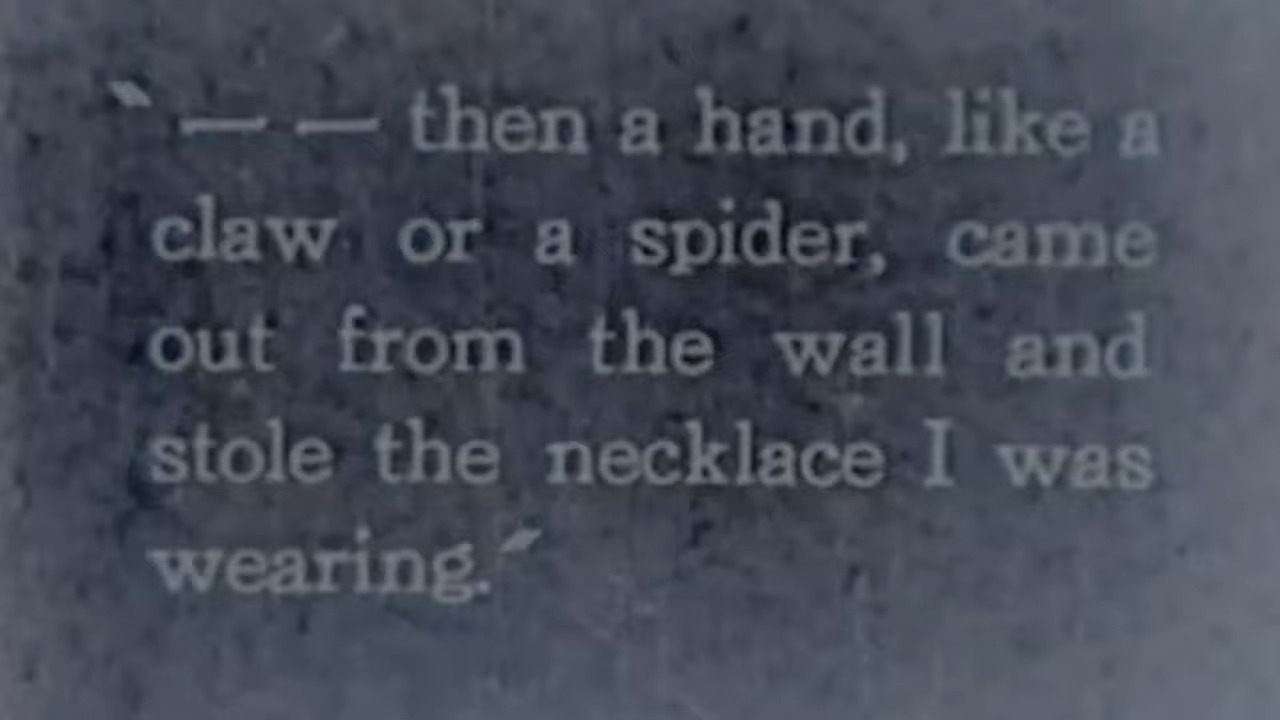 “— — then a hand, like a
claw or a spider, came
out from the wall and
stole the necklace I was
wearing.”